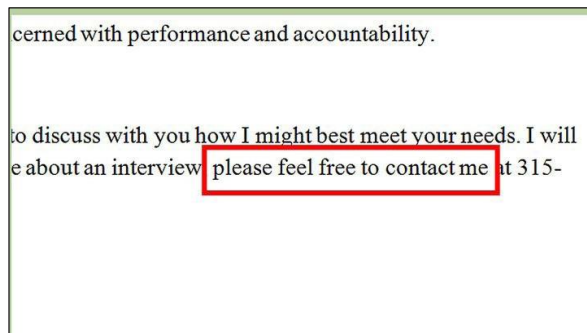 cerned with performance and accountability.
to discuss with you how I might best meet your needs. I will
e about an interview please feel free to contact me at 315-